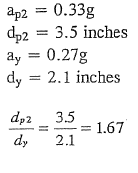 ap2 = 0.33g
dp2 = 3.5 inches
ay = 0.27g
dy = 2.1 inches
dp2/dy = 3.5/2.1 = 1.67